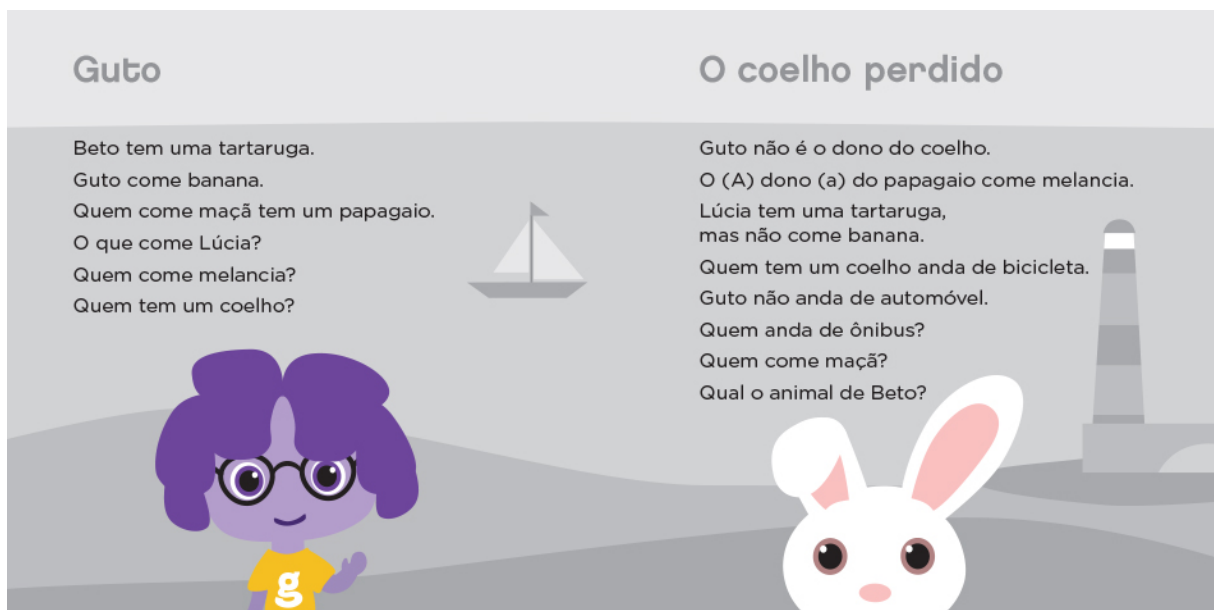 Guto
Beto tem uma tartaruga.
Guto come banana.
Quem come maçã tem um papagaio.
O que come Lúcia?
Quem come melancia?
Quem tem um coelho?
g
O coelho perdido
Guto não é o dono do coelho.
O (A) dono (a) do papagaio come melancia.
Lúcia tem uma tartaruga,
mas não come banana.
Quem tem um coelho anda de bicicleta.
Guto não anda de automóvel.
Quem anda de ônibus?
Quem come maçã?
Qual o animal de Beto?